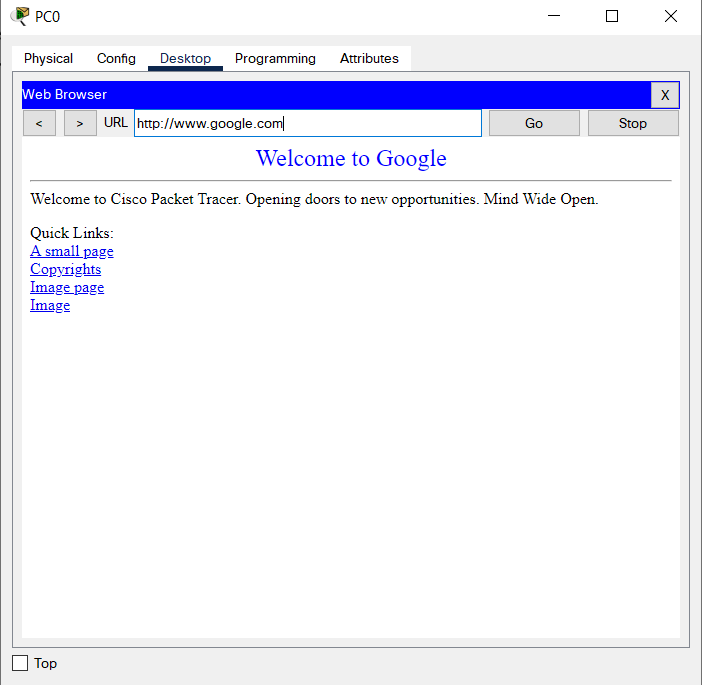 PC0
Physical Config Desktop Programming Attributes
Web Browser X
< > URL http://www.google.com Go Stop
Welcome to Google
Welcome to Cisco Packet Tracer. Opening doors to new opportunities. Mind Wide Open.
Quick Links:
A small page
Copyrights
Image page
Image
Top